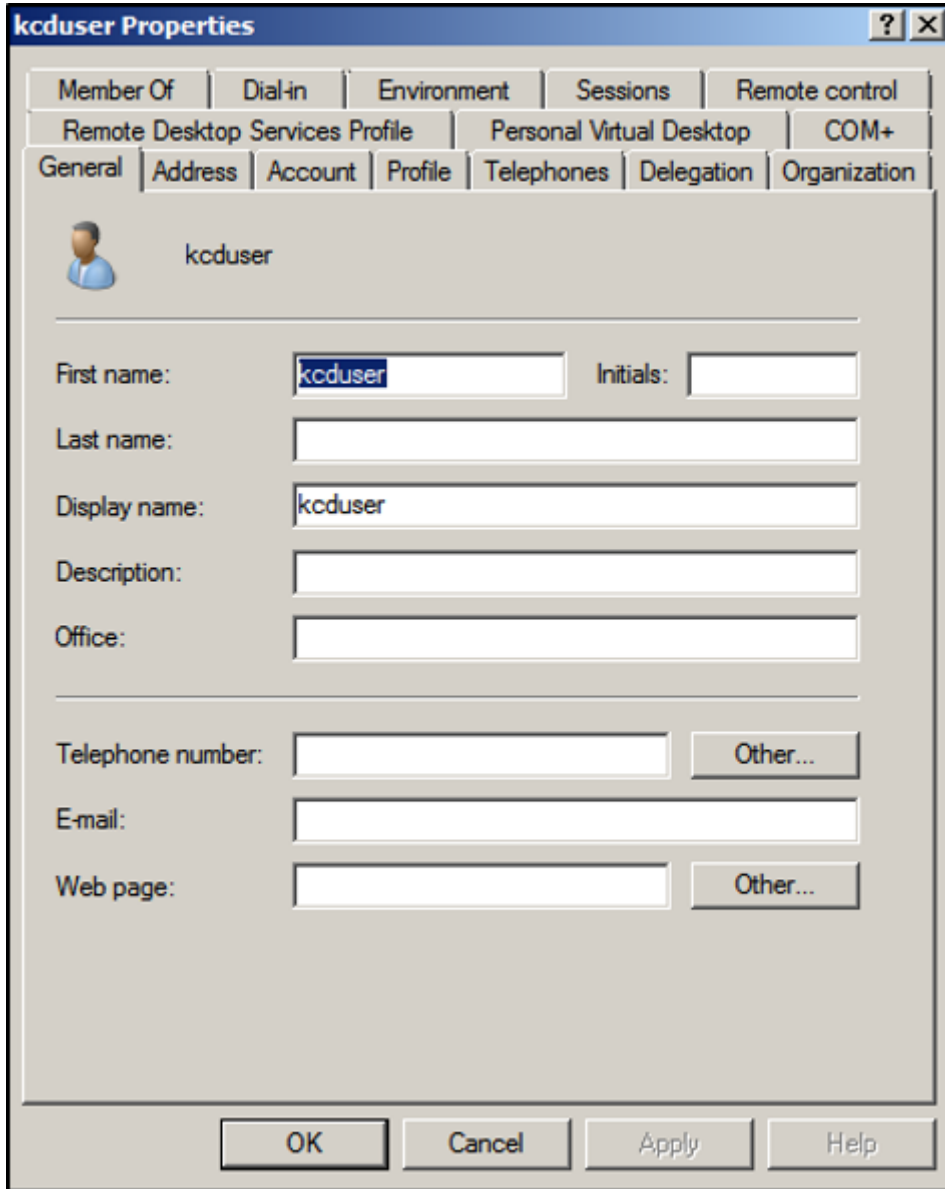 kcduser Properties
? X
Member Of Dial-in Environment Sessions Remote control
Remote Desktop Services Profile Personal Virtual Desktop COM+
General Address Account Profile Telephones Delegation Organization
kcduser
First name: kcduser Initials:
Last name:
Display name: kcduser
Description:
Office:
Telephone number: Other...
E-mail:
Web page: Other...
OK Cancel Apply Help